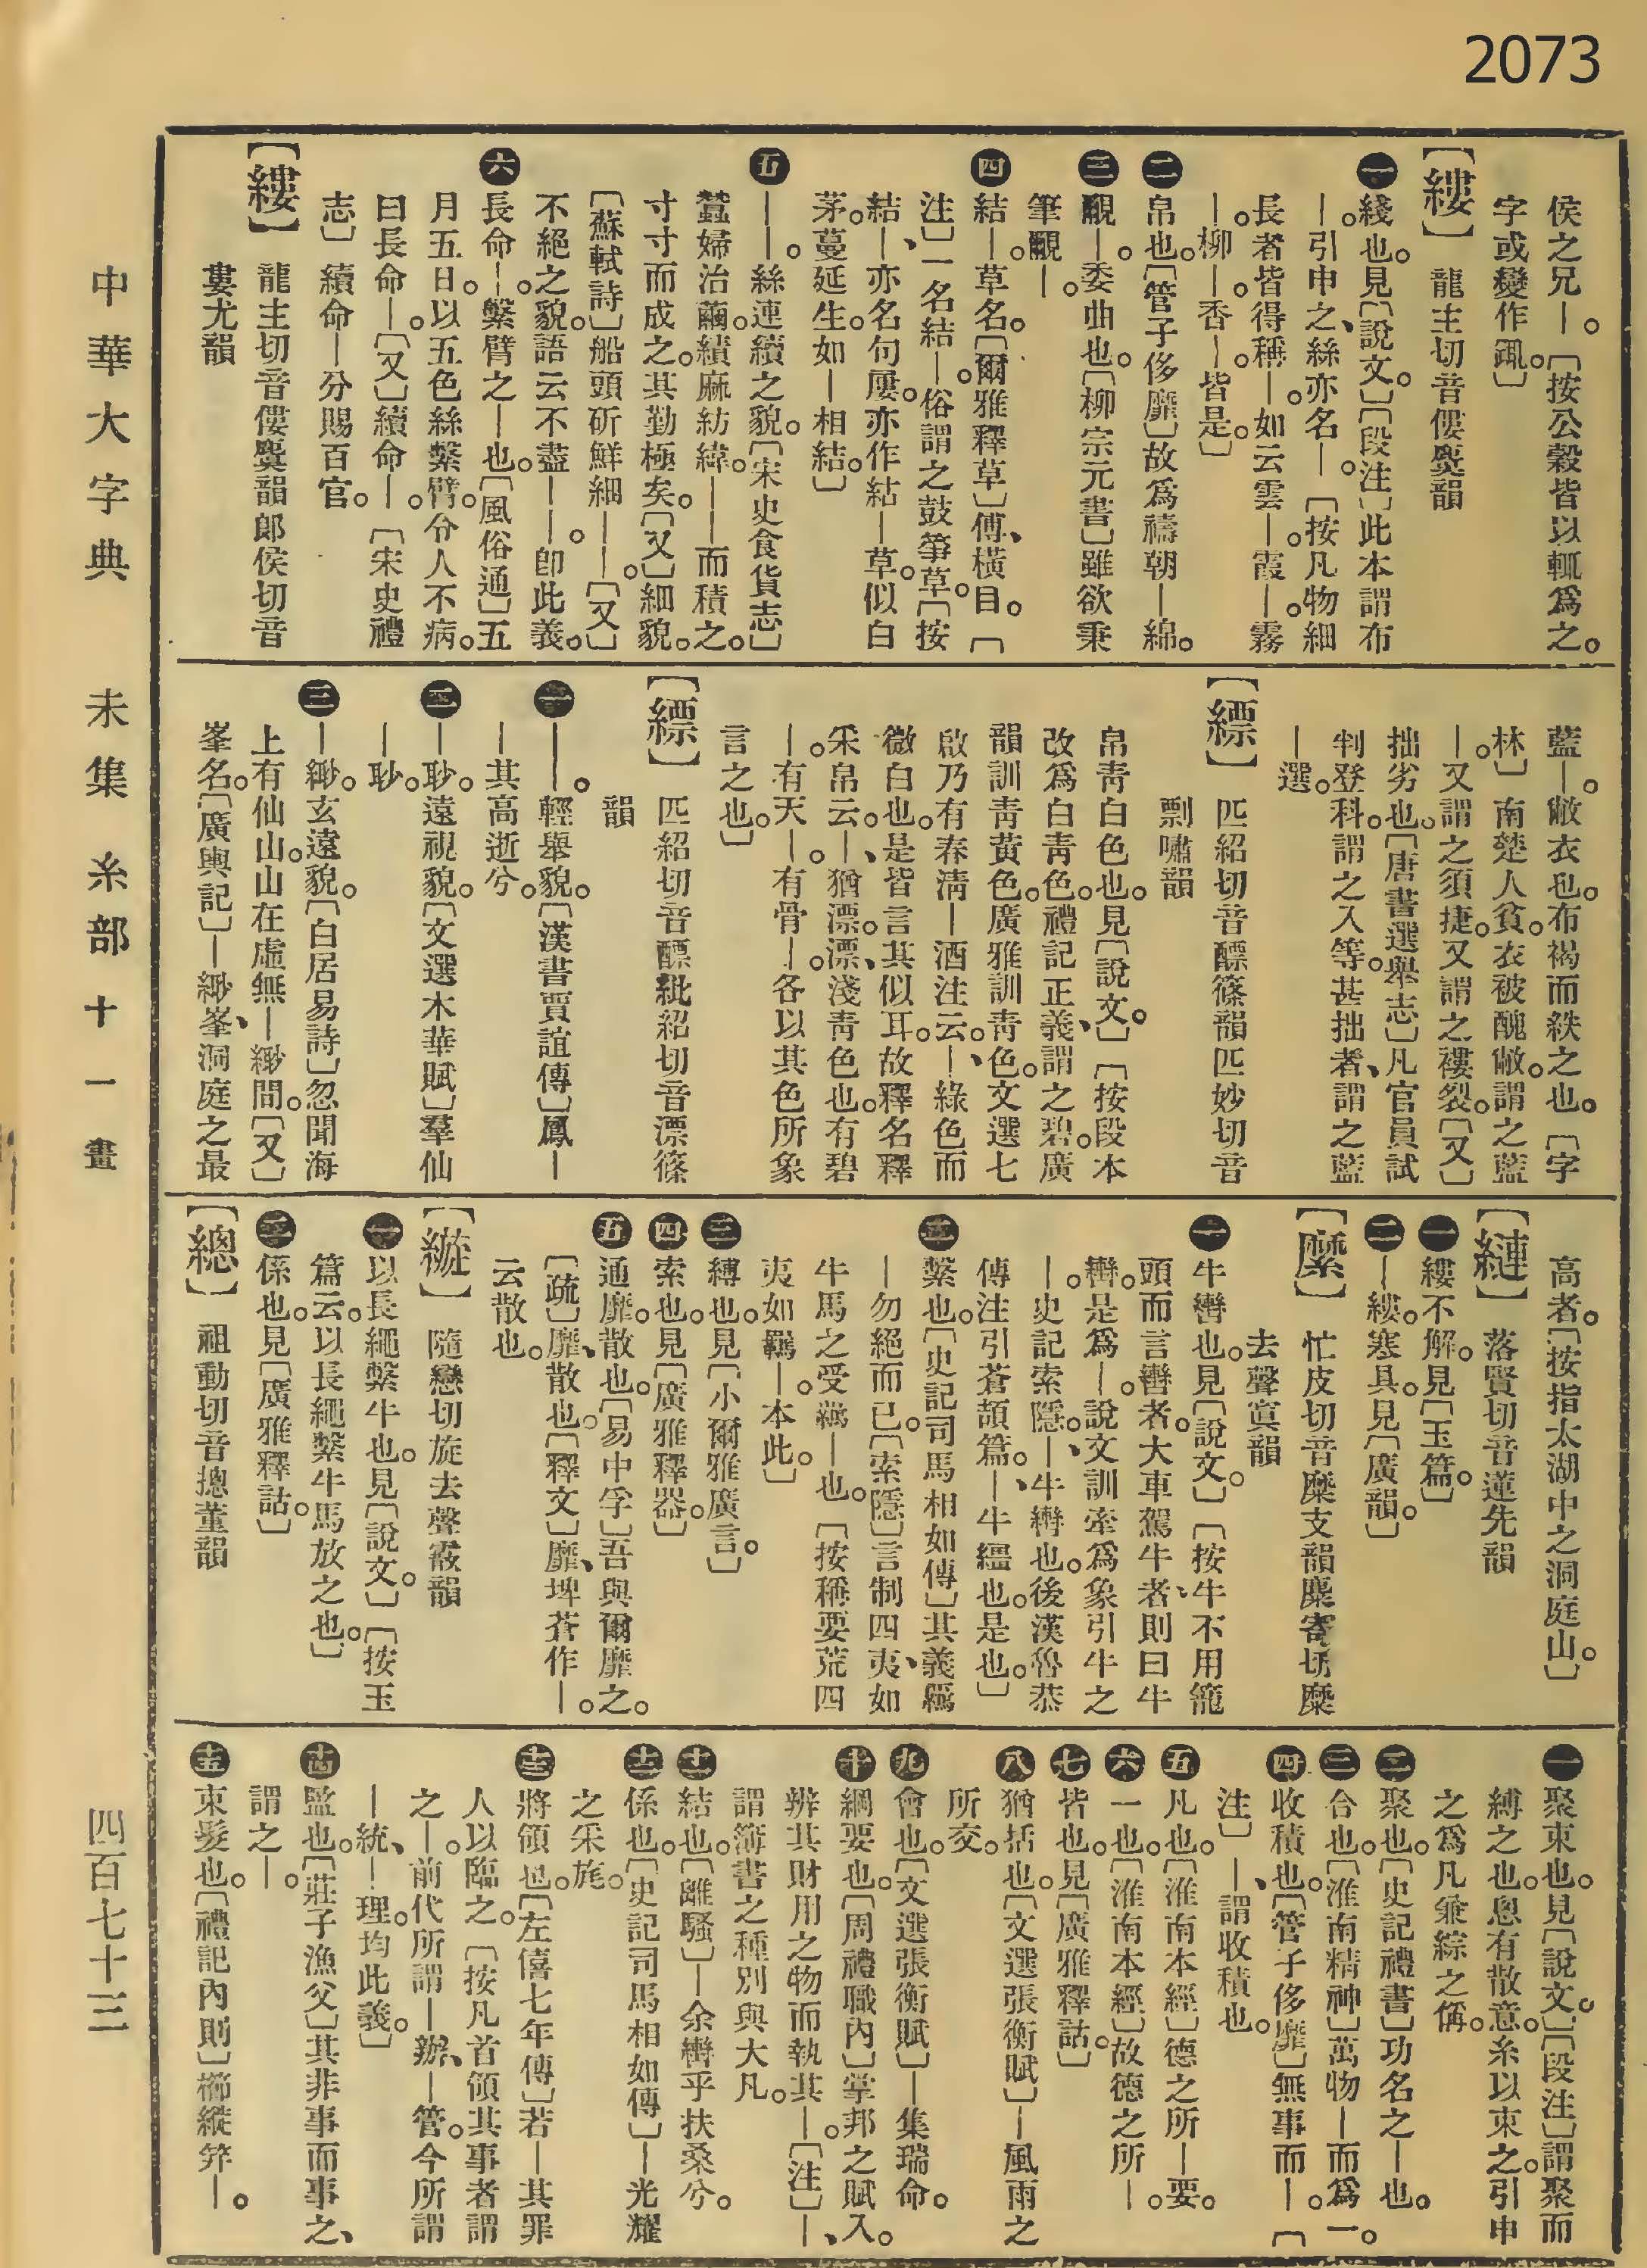 2073
侯之兄｜。〔按公穀皆以輒爲之。
字或變作䡾。〕
【縷】龍主切音僂麌韻
㊀綫也。見〔說文。〕〔段注〕此本謂布
｜。引申之、絲亦名｜。〔按凡物細
長者皆得稱｜。如云雲｜。霞｜。霧
｜。柳｜。香｜。皆是。〕
㊁帛也。〔管子侈靡〕故爲禱朝｜綿。
㊂覼｜。委曲也。〔柳宗元書〕雖欲秉
筆覼｜。
㊃結｜。草名。〔爾雅釋草〕傅、橫目。〔
注〕一名結｜。俗謂之鼓箏草。〔按
結｜、亦名句屢。亦作結｜草。似白
茅。蔓延生。如｜相結。〕
㊄｜｜。絲連續之貌。〔宋史食貨志〕
蠶婦治繭。績麻紡緯。｜｜而積之。
寸寸而成之。其勤極矣。〔又〕細貌。
〔蘇軾詩〕船頭斫鮮細｜｜。〔又〕
不絕之貌。語云不盡｜｜。卽此義。
㊅長命｜。繫臂之｜也。〔風俗通〕五
月五日。以五色絲繫臂。令人不病。
曰長命｜。〔又〕續命｜。〔宋史禮
志〕續命｜分賜百官。
【縷】龍主切音僂麌韻郎侯切音
婁尤韻
藍｜。敝衣也。布褐而紩之也。〔字
林〕南楚人貧。衣被醜敝。謂之藍
｜。又謂之須捷。又謂之褸裂。〔又〕
拙劣也。〔唐書選舉志〕凡官員試
判登科。謂之入等。甚拙者、謂之藍
｜。選。
【縹】匹紹切音醥篠韻匹妙切音
剽嘯韻
帛靑白色也。見〔說文。〕〔按段本
改爲白靑色。禮記正義、謂之碧。廣
韻訓靑黄色。廣雅訓靑色。文選七
啟乃有春淸｜酒注云。｜、綠色而
微白也。是皆言其似耳。故釋名釋
采帛云。｜、猶漂。漂、淺靑色也。有碧
｜。有天｜。有骨｜。各以其色所象
言之也。〕
【縹】匹紹切音醥紕紹切音漂篠
韻
㊀｜｜。輕舉貌。〔漢書賈誼傳〕鳳｜
｜其高逝兮。
㊁｜眇。遠視貌。〔文選木華賦〕羣仙
｜眇。
㊂｜緲。玄遠貌。〔白居易詩〕忽聞海
上有仙山。山在虛無｜緲間。〔又〕
峯名。〔廣輿記〕｜緲峯、洞庭之最
高者。〔按指太湖中之洞庭山。〕
【縺】落賢切音蓮先韻
㊀縷不解。見〔玉篇。〕
㊁｜縷。寒具。見〔廣韻。〕
【縻】忙皮切音糜支韻縻寄切糜
去聲寘韻
㊀牛轡也。見〔說文。〕〔按牛不用籠
頭而言轡者。大車駕牛者、則曰牛
轡。是爲｜。說文訓牽爲象引牛之
｜。史記索隱。｜、牛轡也。後漢魯恭
傳注引蒼頡篇。｜、牛繮也。是也。〕
㊁繫也。〔史記司馬相如傳〕其義羈
｜勿絕而已。〔索隱〕言制四夷、如
牛馬之受羈｜也。〔按稱要荒四
夷如羈｜。本此。〕
㊂縛也。見〔小爾雅廣言。〕
㊃索也。見〔廣雅釋器。〕
㊄通靡。散也。〔易中孚〕吾與爾靡之。
〔疏〕靡、散也。〔釋文〕靡、埤蒼作｜。
云散也。
【縼】隨戀切旋去聲霰韻
㊀以長繩繫牛也。見〔說文。〕〔按玉
篇云。以長繩繫牛馬放之也。〕
㊁係也。見〔廣雅釋詁。〕
【總】祖動切音摠董韻
㊀聚束也。見〔說文。〕〔段注〕謂聚而
縛之也。悤有散意。糸以束之。引申
之爲凡兼綜之偁。
㊁聚也。〔史記禮書〕功名之｜也。
㊂合也。〔淮南精神〕萬物｜而爲一。
㊃收積也。〔管子侈靡〕無事而｜。〔
注〕｜、謂收積也。
㊄凡也。〔淮南本經〕德之所｜要。
㊅一也。〔淮南本經〕故德之所｜。
㊆皆也。見〔廣雅釋詁。〕
㊇猶括也。〔文選張衡賦〕｜風雨之
所交。
㊈會也。〔文選張衡賦〕｜集瑞命。
㊉綱要也。〔周禮職內〕掌邦之賦入。
辨其財用之物而執其｜。〔注〕｜、
謂簿書之種別與大凡。
十一結也。〔離騷〕｜余轡乎扶桑兮。
十二係也。〔史記司馬相如傳〕｜光耀
之采旄。
十三將領也。〔左僖七年傳〕若｜其罪
人以臨之。〔按凡首領其事者謂
之｜。前代所謂｜辦、｜管。今所謂
｜統、｜理。均此義。〕
十四監也。〔莊子漁父〕其非事而事之、
謂之｜。
十五束髮也。〔禮記內則〕櫛縰笄｜。
中華大字典　未集　糸部　十一畫　四百七十三